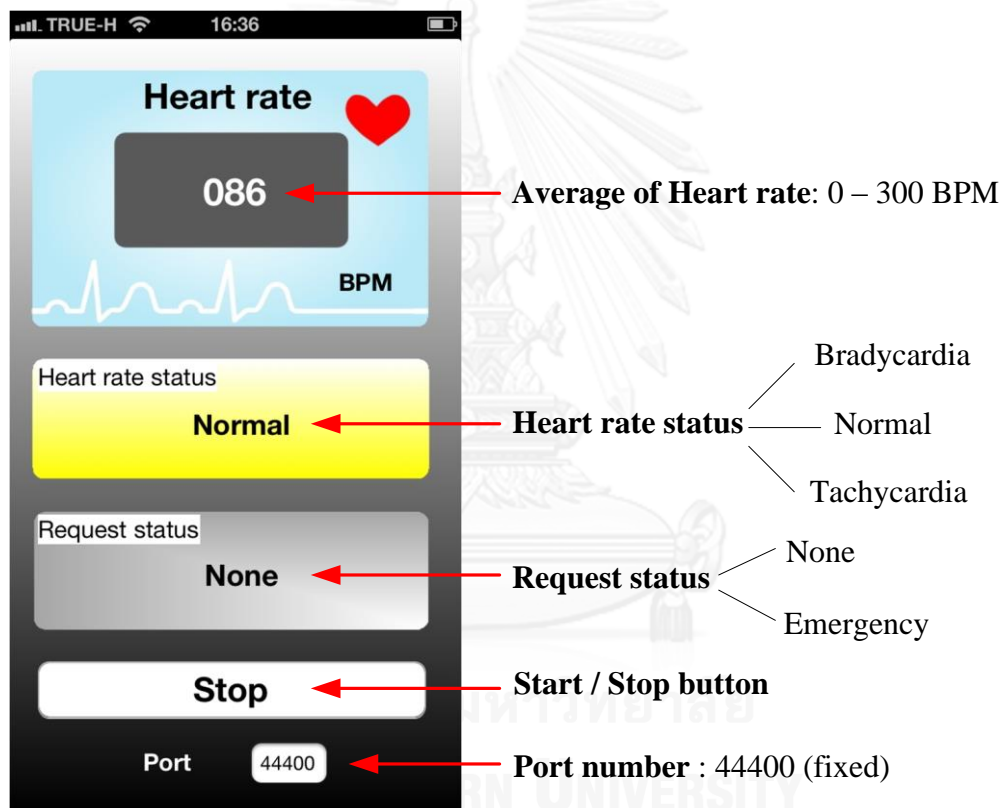 TRUE-H 16:36
Heart rate
086
BPM
Average of Heart rate: 0 – 300 BPM
Heart rate status
Normal
Heart rate status
Bradycardia
Normal
Tachycardia
Request status
None
Request status
None
Emergency
Stop
Start / Stop button
Port 44400
Port number : 44400 (fixed)